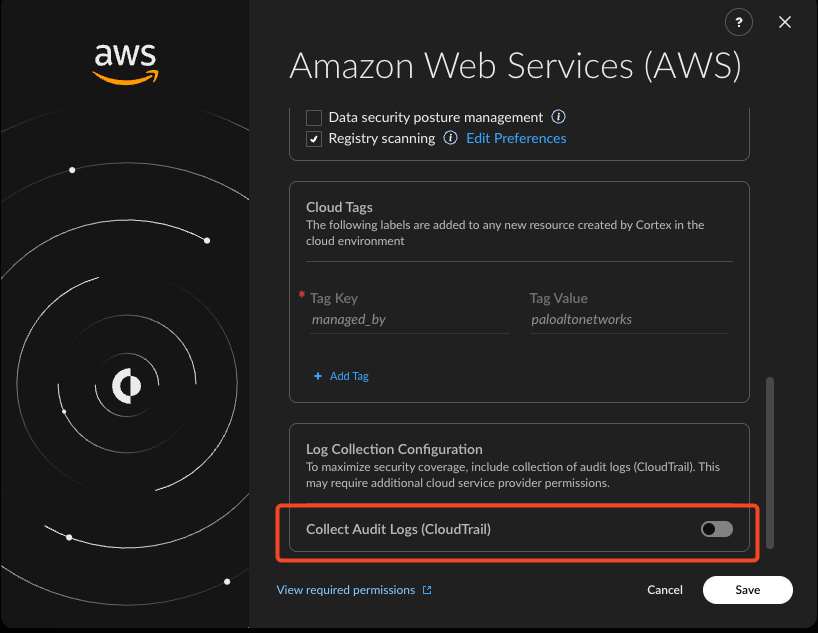 ?
aws
Amazon Web Services (AWS)
Data security posture management
Registry scanning Edit Preferences
Cloud Tags
The following labels are added to any new resource created by Cortex in the
cloud environment
* Tag Key Tag Value
managed_by paloaltonetworks
+ Add Tag
Log Collection Configuration
To maximize security coverage, include collection of audit logs (CloudTrail). This
may require additional cloud service provider permissions.
Collect Audit Logs (CloudTrail)
View required permissions Cancel Save